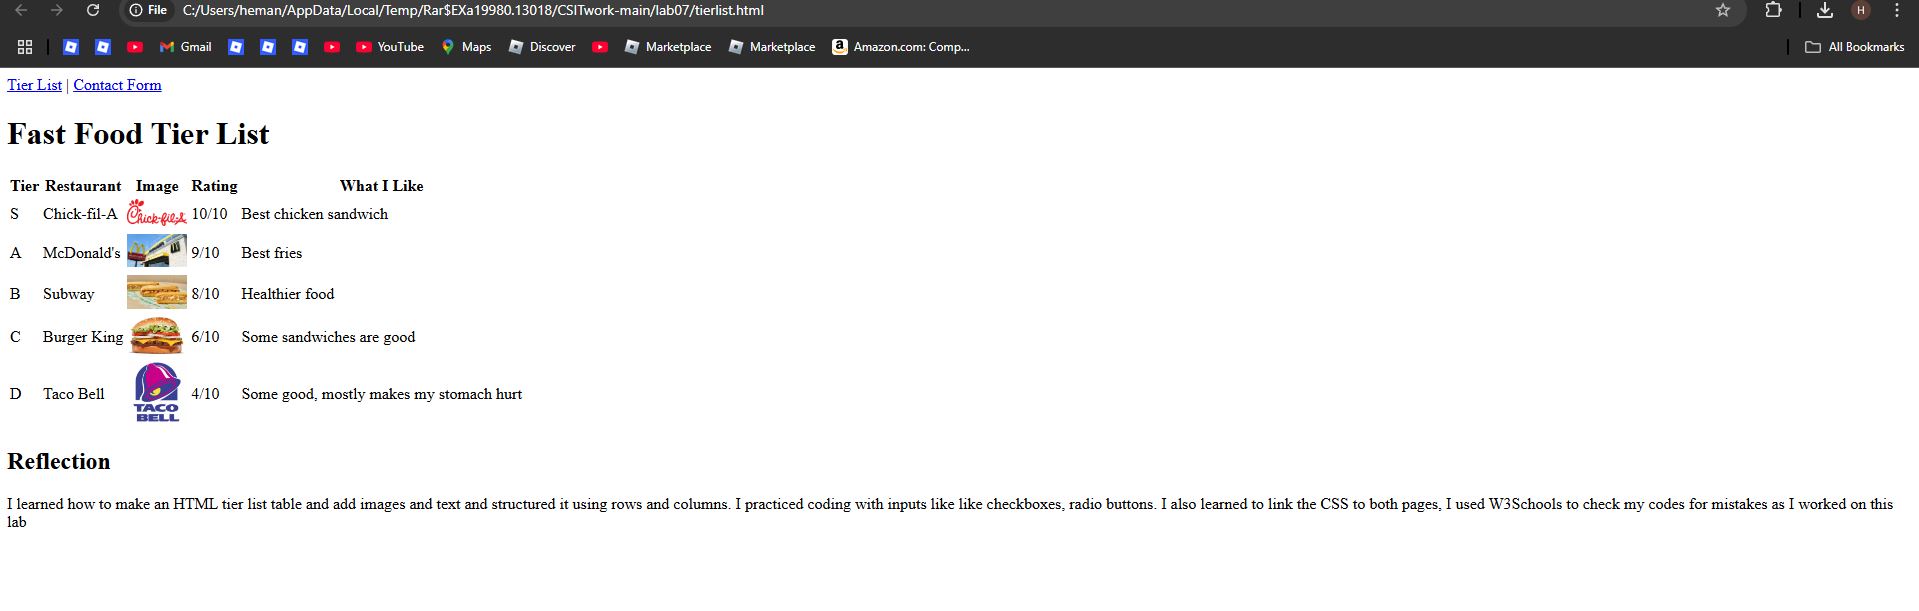 File C:/Users/heman/AppData/Local/Temp/Rar$EXa19980.13018/CSITwork-main/lab07/tierlist.html H
Gmail YouTube Maps Discover Marketplace Marketplace Amazon.com: Comp... All Bookmarks
Tier List | Contact Form
Fast Food Tier List
Tier Restaurant Image Rating What I Like
S Chick-fil-A Chick-fil-A 10/10 Best chicken sandwich
A McDonald's 9/10 Best fries
B Subway 8/10 Healthier food
C Burger King 6/10 Some sandwiches are good
D Taco Bell TACO BELL 4/10 Some good, mostly makes my stomach hurt
Reflection
I learned how to make an HTML tier list table and add images and text and structured it using rows and columns. I practiced coding with inputs like like checkboxes, radio buttons. I also learned to link the CSS to both pages, I used W3Schools to check my codes for mistakes as I worked on this
lab